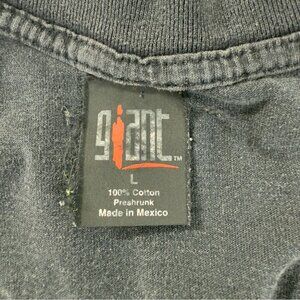 giant™
L
100% Cotton
Preshrunk
Made in Mexico